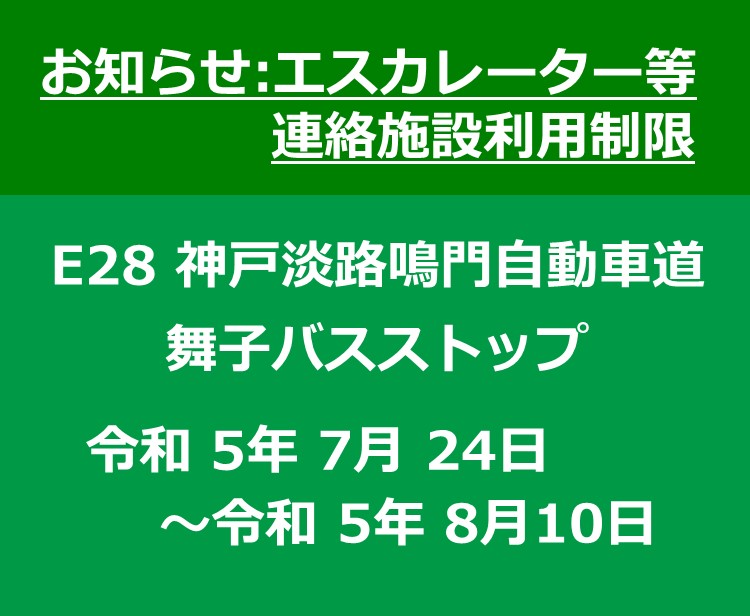 お知らせ:エスカレーター等
連絡施設利用制限
E28 神戸淡路鳴門自動車道
舞子バスストップ
令和 5年 7月 24日
～令和 5年 8月10日